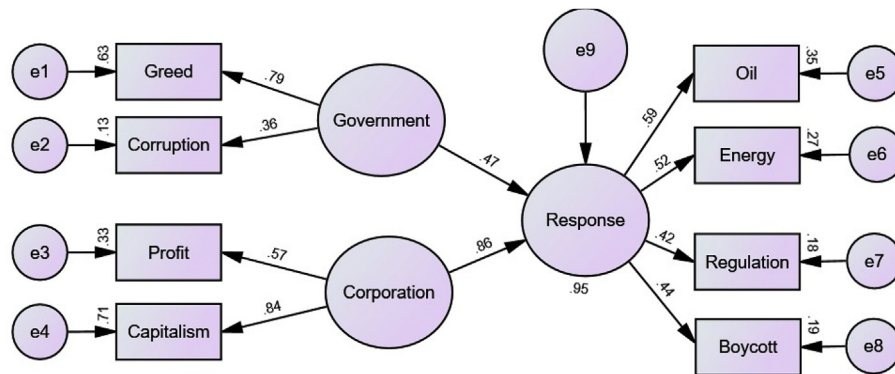 e1
.63
Greed
.79
e2
.13
Corruption
.36
Government
.47
e3
.33
Profit
.57
e4
.71
Capitalism
.84
Corporation
.86
e9
Response
.95
.59
Oil
.35
e5
.52
Energy
.27
e6
.42
Regulation
.18
e7
.44
Boycott
.19
e8